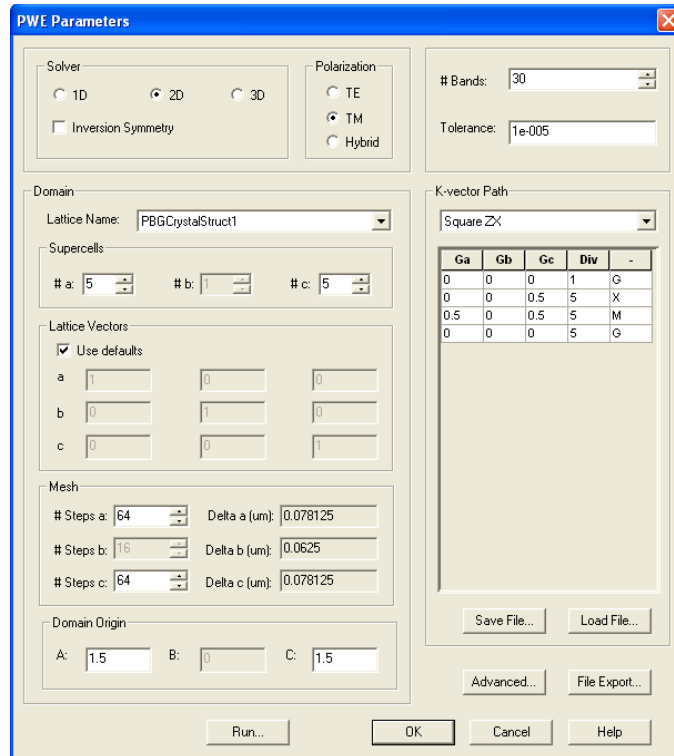 PWE Parameters
Solver
1D 2D 3D
Inversion Symmetry
Polarization
TE
TM
Hybrid
# Bands: 30
Tolerance: 1e-005
Domain
Lattice Name: PBGCrystalStruct1
Supercells
# a: 5 # b: 1 # c: 5
Lattice Vectors
Use defaults
a 1 0 0
b 0 1 0
c 0 0 1
Mesh
# Steps a: 64 Delta a (um): 0.078125
# Steps b: 16 Delta b (um): 0.0625
# Steps c: 64 Delta c (um): 0.078125
Domain Origin
A: 1.5 B: 0 C: 1.5
K-vector Path
Square ZX
Ga Gb Gc Div -
0 0 0 1 G
0 0 0.5 5 X
0.5 0 0.5 5 M
0 0 0 5 G
Save File... Load File...
Advanced... File Export...
Run... OK Cancel Help